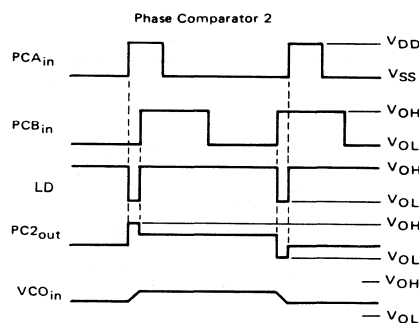 Phase Comparator 2
PCAin
VDD
VSS
PCBin
VOH
VOL
LD
VOH
VOL
PC2out
VOH
VOL
VCOin
VOH
VOL